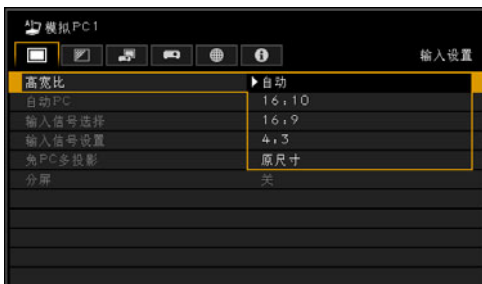 模拟PC1
输入设置
高宽比 自动
自动PC 16:10
输入信号选择 16:9
输入信号设置 4:3
免PC多投影 原尺寸
分屏 关